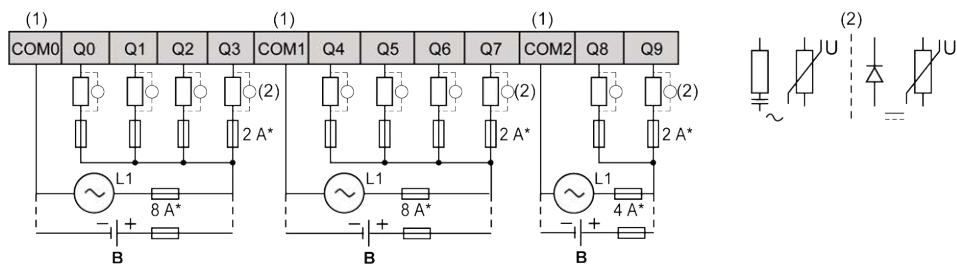 (1) (1) (1) (2)
COM0 Q0 Q1 Q2 Q3 COM1 Q4 Q5 Q6 Q7 COM2 Q8 Q9
U U
(2) (2) (2)
2 A* 2 A* 2 A*
L1 L1 L1
8 A* 8 A* 4 A*
− + − + − +
B B B